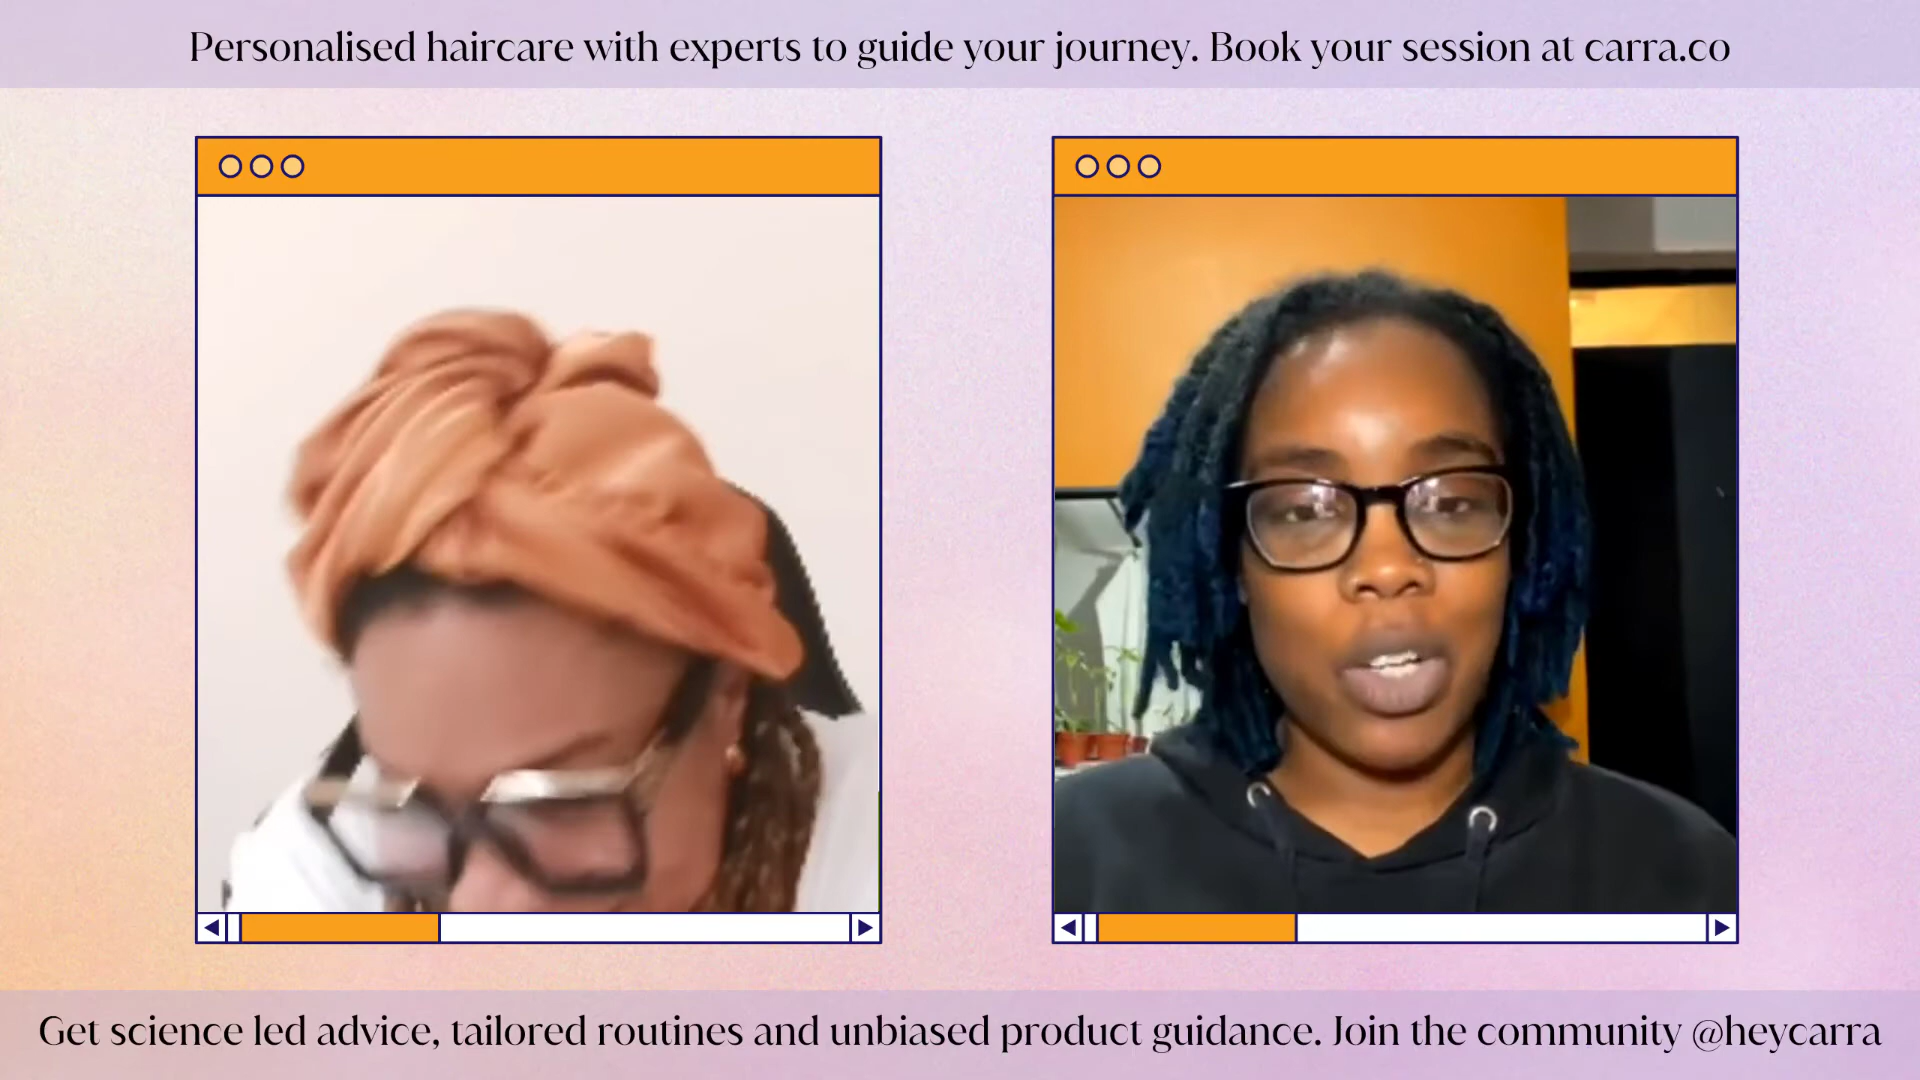 Personalised haircare with experts to guide your journey. Book your session at carra.co
Get science led advice, tailored routines and unbiased product guidance. Join the community @heycarra